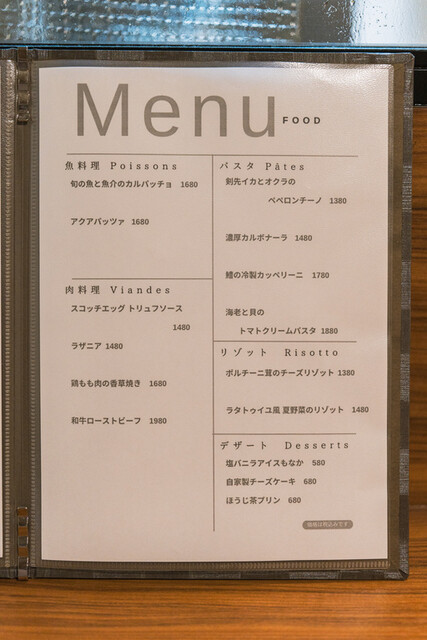 Menu FOOD
魚料理 Poissons
旬の魚と魚介のカルパッチョ 1680
アクアパッツァ 1680
肉料理 Viandes
スコッチエッグ トリュフソース
1480
ラザニア 1480
鶏もも肉の香草焼き 1680
和牛ローストビーフ 1980
パスタ Pâtes
剣先イカとオクラの
ペペロンチーノ 1380
濃厚カルボナーラ 1480
鱧の冷製カッペリーニ 1780
海老と貝の
トマトクリームパスタ 1880
リゾット Risotto
ポルチーニ茸のチーズリゾット 1380
ラタトゥイユ風 夏野菜のリゾット 1480
デザート Desserts
塩バニラアイスもなか 580
自家製チーズケーキ 680
ほうじ茶プリン 680
価格は税込みです